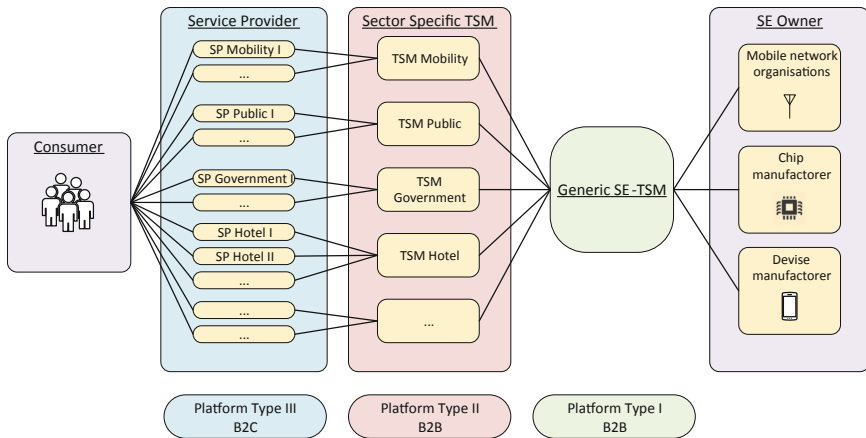 Consumer
Service Provider
SP Mobility I
...
SP Public I
...
SP Government I
...
SP Hotel I
SP Hotel II
...
...
...
Sector Specific TSM
TSM Mobility
TSM Public
TSM
Government
TSM Hotel
...
Generic SE-TSM
SE Owner
Mobile network
organisations
Chip
manufactorer
Devise
manufactorer
Platform Type III
B2C
Platform Type II
B2B
Platform Type I
B2B